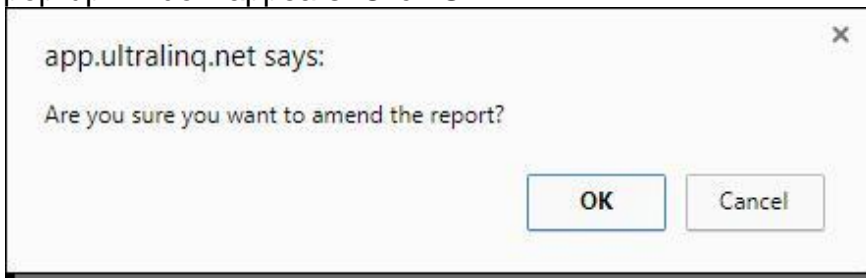 app.ultralinq.net says:
Are you sure you want to amend the report?
OK
Cancel